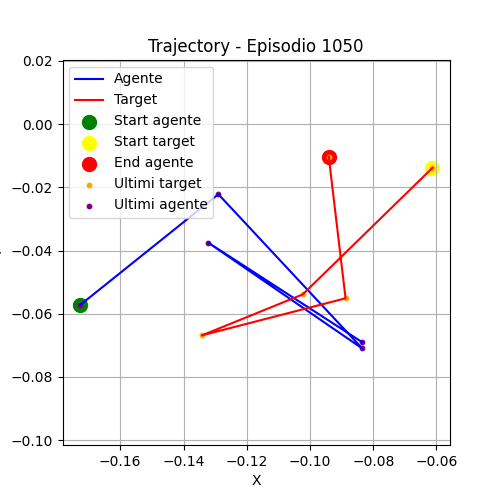 Trajectory - Episodio 1050
0.02
0.00
−0.02
−0.04
−0.06
−0.08
−0.10
Agente
Target
Start agente
Start target
End agente
Ultimi target
Ultimi agente
−0.16
−0.14
−0.12
−0.10
−0.08
−0.06
X